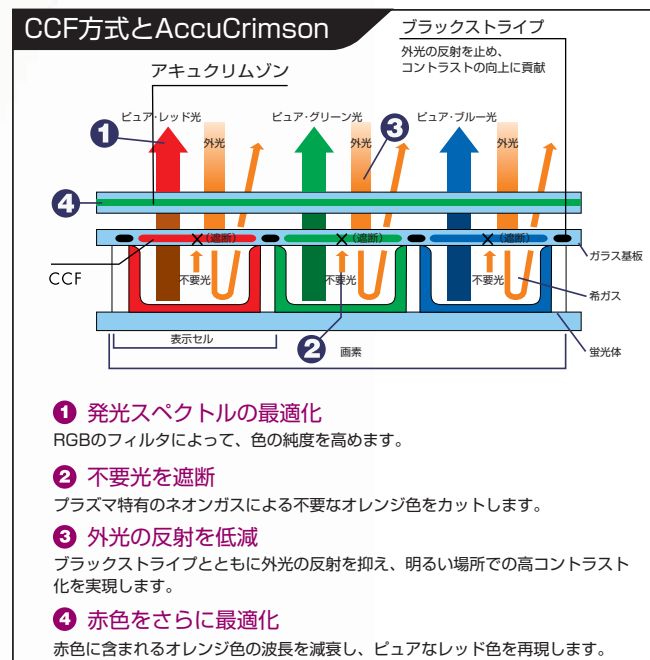 CCF方式とAccuCrimson
ブラックストライプ
外光の反射を止め、
コントラストの向上に貢献
アキュクリムゾン
ピュア・レッド光
外光
ピュア・グリーン光
外光
ピュア・ブルー光
外光
1
3
4
×(遮断)
×(遮断)
×(遮断)
ガラス基板
CCF
不要光
不要光
不要光
希ガス
表示セル
2
画素
蛍光体
1 発光スペクトルの最適化
RGBのフィルタによって、色の純度を高めます。
2 不要光を遮断
プラズマ特有のネオンガスによる不要なオレンジ色をカットします。
3 外光の反射を低減
ブラックストライプとともに外光の反射を抑え、明るい場所での高コントラスト
化を実現します。
4 赤色をさらに最適化
赤色に含まれるオレンジ色の波長を減衰し、ピュアなレッド色を再現します。